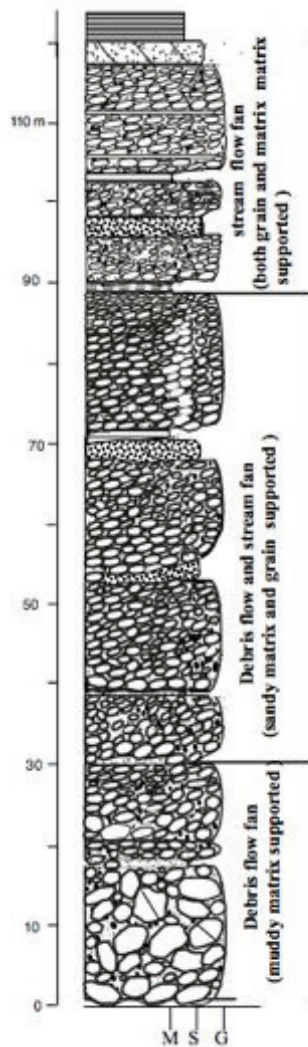 110 m
90
70
50
30
10
0
stream flow fan
(both grain and matrix matrix
supported)
Debris flow and stream fan
(sandy matrix and grain supported)
Debris flow fan
(muddy matrix supported)
M S G